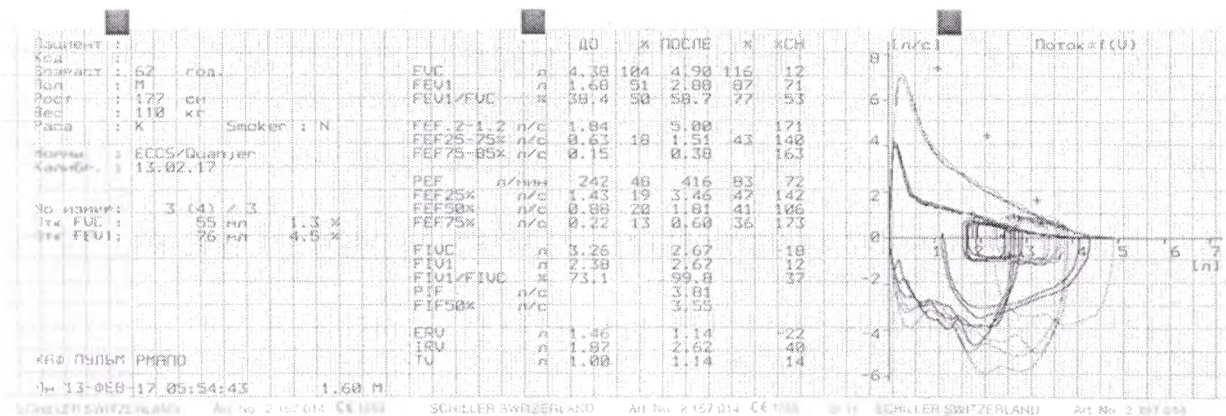 Пациент :
Код :
Возраст : 62 год.
Пол : М
Рост : 177 см
Вес : 110 кг
Раса : К Smoker : N
Нормы : ECCS/Quanjer
Калибр. : 13.02.17
No измер: 3 (4) / 3
Отк FVC : 55 мл 1.3 %
Отк FEV1: 76 мл 4.5 %
КАФ ПУЛЬМ РМАПО
Пн 13-ФЕВ-17 05:54:43 1.60 М
ДО % ПОСЛЕ % %СН
FVC л 4.38 104 4.90 116 12
FEV1 л 1.68 51 2.88 87 71
FEV1/FVC % 38.4 50 58.7 77 53
FEF.2-1.2 л/с 1.84 5.00 171
FEF25-75% л/с 0.63 18 1.51 43 140
FEF75-85% л/с 0.15 0.38 163
PEF л/мин 242 48 416 83 72
FEF25% л/с 1.43 19 3.46 47 142
FEF50% л/с 0.88 20 1.81 41 106
FEF75% л/с 0.22 13 0.60 36 173
FIVC л 3.26 2.67 -18
FIV1 л 2.38 2.67 12
FIV1/FIVC % 73.1 99.8 37
PIF л/с 3.81
FIF50% л/с 3.55
ERV л 1.46 1.14 -22
IRV л 1.87 2.62 40
TV л 1.00 1.14 14
[л/с] Поток=f(V)
8
6
4
2
0 1 2 3 4 5 6 7
[л]
-2
-4
-6
SCHILLER SWITZERLAND Art. No. 2.157 014 CE SCHILLER SWITZERLAND Art. No. 2.157 014 CE SCHILLER SWITZERLAND Art. No. 2